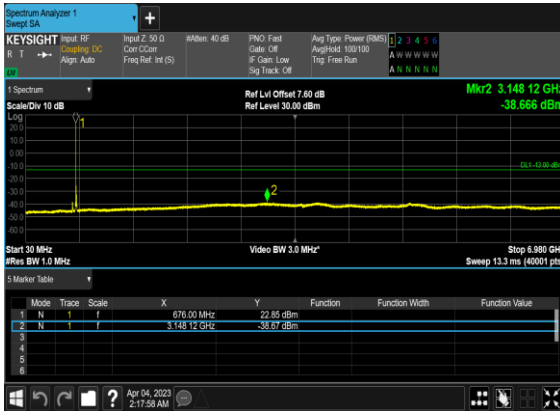 Spectrum Analyzer 1
Swept SA
KEYSIGHT Input: RF Input Z: 50 Ω #Atten: 40 dB PNO: Fast Avg Type: Power (RMS) 1 2 3 4 5 6
R T Coupling: DC Corr CCorr Gate: Off Avg|Hold: 100/100 A W W W W W
Align: Auto Freq Ref: Int (S) IF Gain: Low Trig: Free Run
Sig Track: Off A N N N N N
1 Spectrum Ref Lvl Offset 7.60 dB Mkr2 3.148 12 GHz
Scale/Div 10 dB Ref Level 30.00 dBm -38.666 dBm
Log
20.0 1
10.0
0.00
-10.0 DL1 -13.00 dBm
-20.0
-30.0
-40.0 2
-50.0
-60.0
Start 30 MHz Video BW 3.0 MHz* Stop 6.980 GH
#Res BW 1.0 MHz Sweep 13.3 ms (40001 pts
5 Marker Table
Mode Trace Scale X Y Function Function Width Function Value
1 N 1 f 676.00 MHz 22.85 dBm
2 N 1 f 3.148 12 GHz -38.67 dBm
3
4
5
6
? Apr 04, 2023
2:17:58 AM